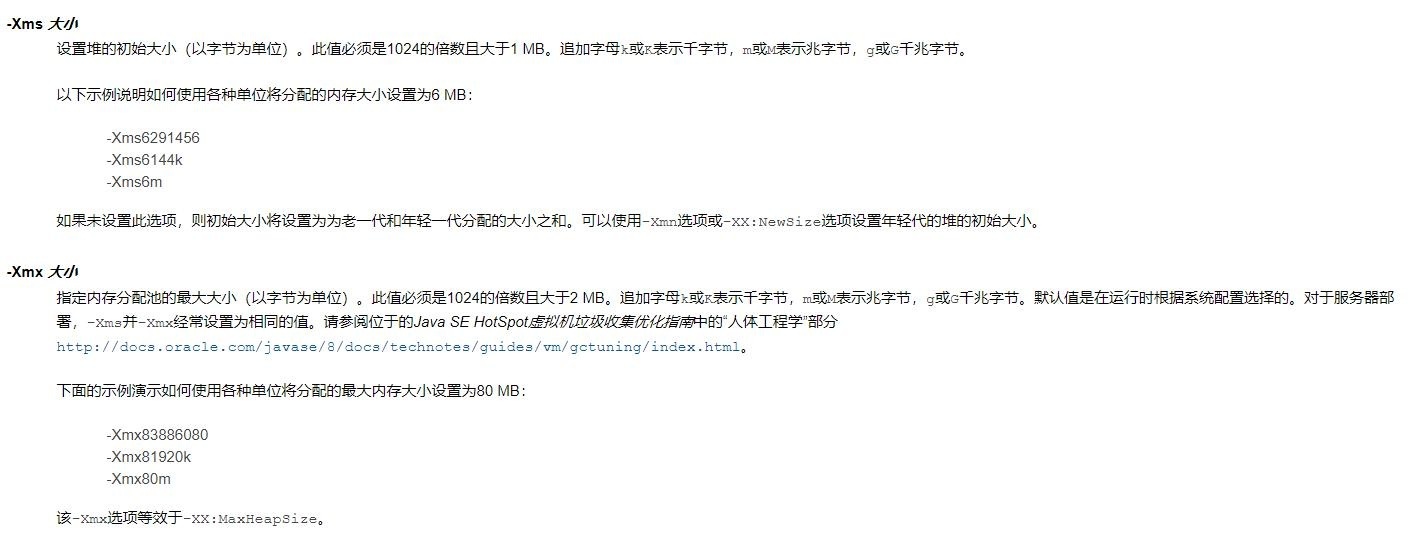 -Xms 大小
设置堆的初始大小（以字节为单位）。此值必须是1024的倍数且大于1 MB。追加字母k或K表示千字节，m或M表示兆字节，g或G千兆字节。
以下示例说明如何使用各种单位将分配的内存大小设置为6 MB：
-Xms6291456
-Xms6144k
-Xms6m
如果未设置此选项，则初始大小将设置为为老一代和年轻一代分配的大小之和。可以使用-Xmn选项或-XX:NewSize选项设置年轻代的堆的初始大小。
-Xmx 大小
指定内存分配池的最大大小（以字节为单位）。此值必须是1024的倍数且大于2 MB。追加字母k或K表示千字节，m或M表示兆字节，g或G千兆字节。默认值是在运行时根据系统配置选择的。对于服务器部
署，-Xms并-Xmx经常设置为相同的值。请参阅位于的Java SE HotSpot虚拟机垃圾收集优化指南中的“人体工程学”部分
http://docs.oracle.com/javase/8/docs/technotes/guides/vm/gctuning/index.html。
下面的示例演示如何使用各种单位将分配的最大内存大小设置为80 MB：
-Xmx83886080
-Xmx81920k
-Xmx80m
该-Xmx选项等效于-XX:MaxHeapSize。